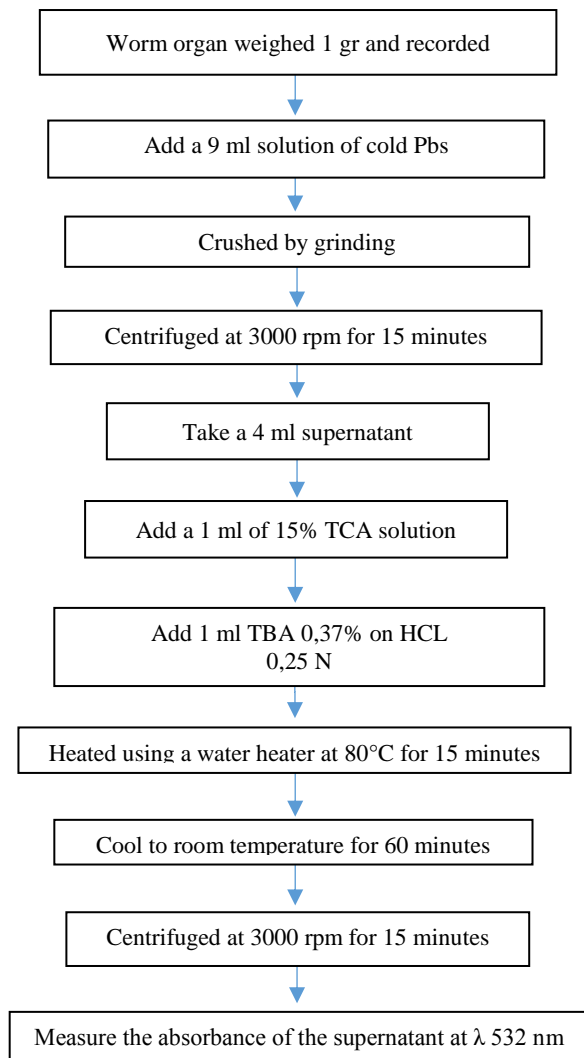 Worm organ weighed 1 gr and recorded
Add a 9 ml solution of cold Pbs
Crushed by grinding
Centrifuged at 3000 rpm for 15 minutes
Take a 4 ml supernatant
Add a 1 ml of 15% TCA solution
Add 1 ml TBA 0,37% on HCL
0,25 N
Heated using a water heater at 80°C for 15 minutes
Cool to room temperature for 60 minutes
Centrifuged at 3000 rpm for 15 minutes
Measure the absorbance of the supernatant at λ 532 nm